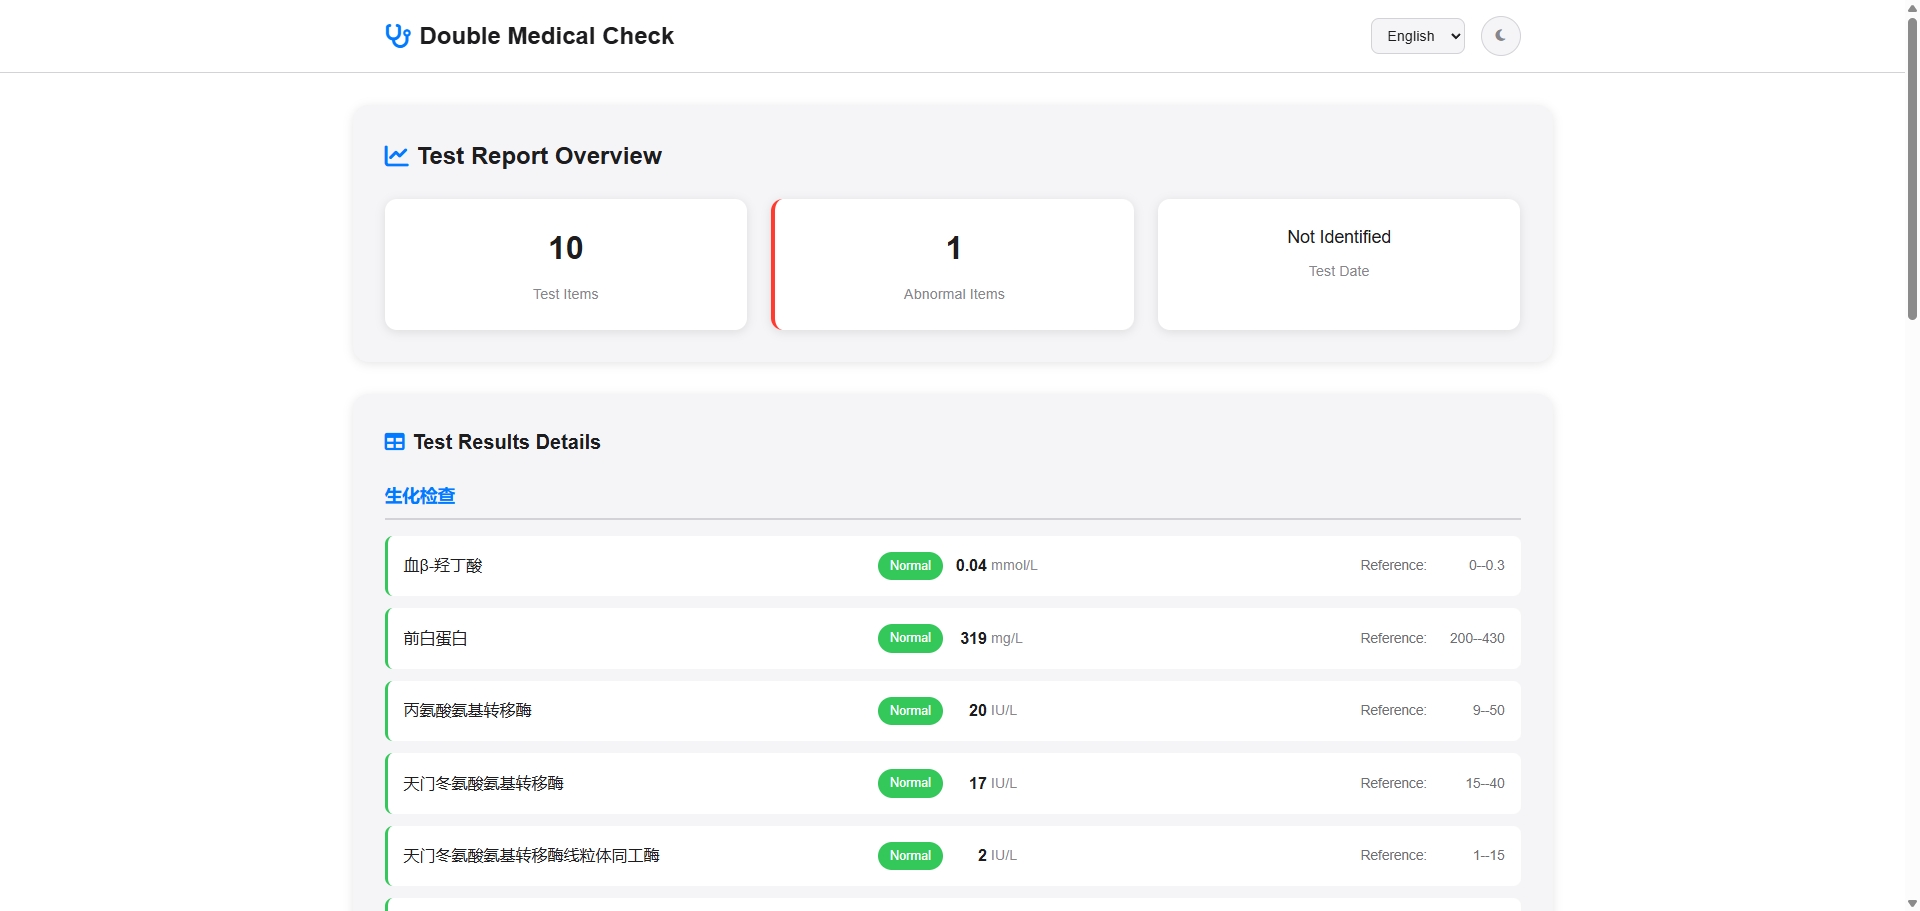 Double Medical Check
English
Test Report Overview
10
Test Items
1
Abnormal Items
Not Identified
Test Date
Test Results Details
生化检查
血β-羟丁酸 Normal 0.04 mmol/L Reference: 0--0.3
前白蛋白 Normal 319 mg/L Reference: 200--430
丙氨酸氨基转移酶 Normal 20 IU/L Reference: 9--50
天门冬氨酸氨基转移酶 Normal 17 IU/L Reference: 15--40
天门冬氨酸氨基转移酶线粒体同工酶 Normal 2 IU/L Reference: 1--15